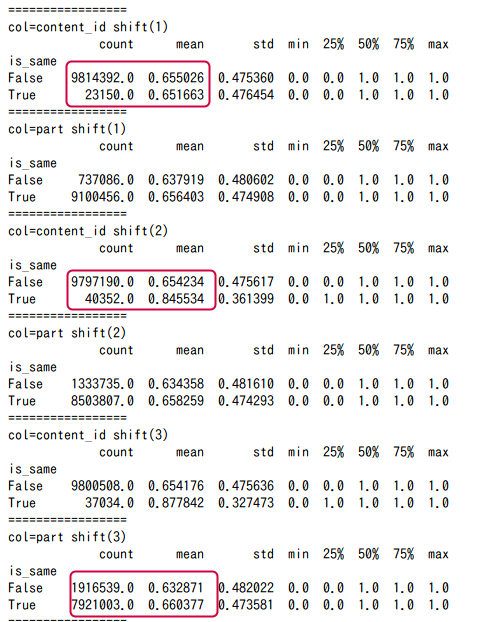 =================
col=content_id shift(1)
count mean std min 25% 50% 75% max
is_same
False 9814392.0 0.655026 0.475360 0.0 0.0 1.0 1.0 1.0
True 23150.0 0.651663 0.476454 0.0 0.0 1.0 1.0 1.0
=================
col=part shift(1)
count mean std min 25% 50% 75% max
is_same
False 737086.0 0.637919 0.480602 0.0 0.0 1.0 1.0 1.0
True 9100456.0 0.656403 0.474908 0.0 0.0 1.0 1.0 1.0
=================
col=content_id shift(2)
count mean std min 25% 50% 75% max
is_same
False 9797190.0 0.654234 0.475617 0.0 0.0 1.0 1.0 1.0
True 40352.0 0.845534 0.361399 0.0 1.0 1.0 1.0 1.0
=================
col=part shift(2)
count mean std min 25% 50% 75% max
is_same
False 1333735.0 0.634358 0.481610 0.0 0.0 1.0 1.0 1.0
True 8503807.0 0.658259 0.474293 0.0 0.0 1.0 1.0 1.0
=================
col=content_id shift(3)
count mean std min 25% 50% 75% max
is_same
False 9800508.0 0.654176 0.475636 0.0 0.0 1.0 1.0 1.0
True 37034.0 0.877842 0.327473 0.0 1.0 1.0 1.0 1.0
=================
col=part shift(3)
count mean std min 25% 50% 75% max
is_same
False 1916539.0 0.632871 0.482022 0.0 0.0 1.0 1.0 1.0
True 7921003.0 0.660377 0.473581 0.0 0.0 1.0 1.0 1.0
=================